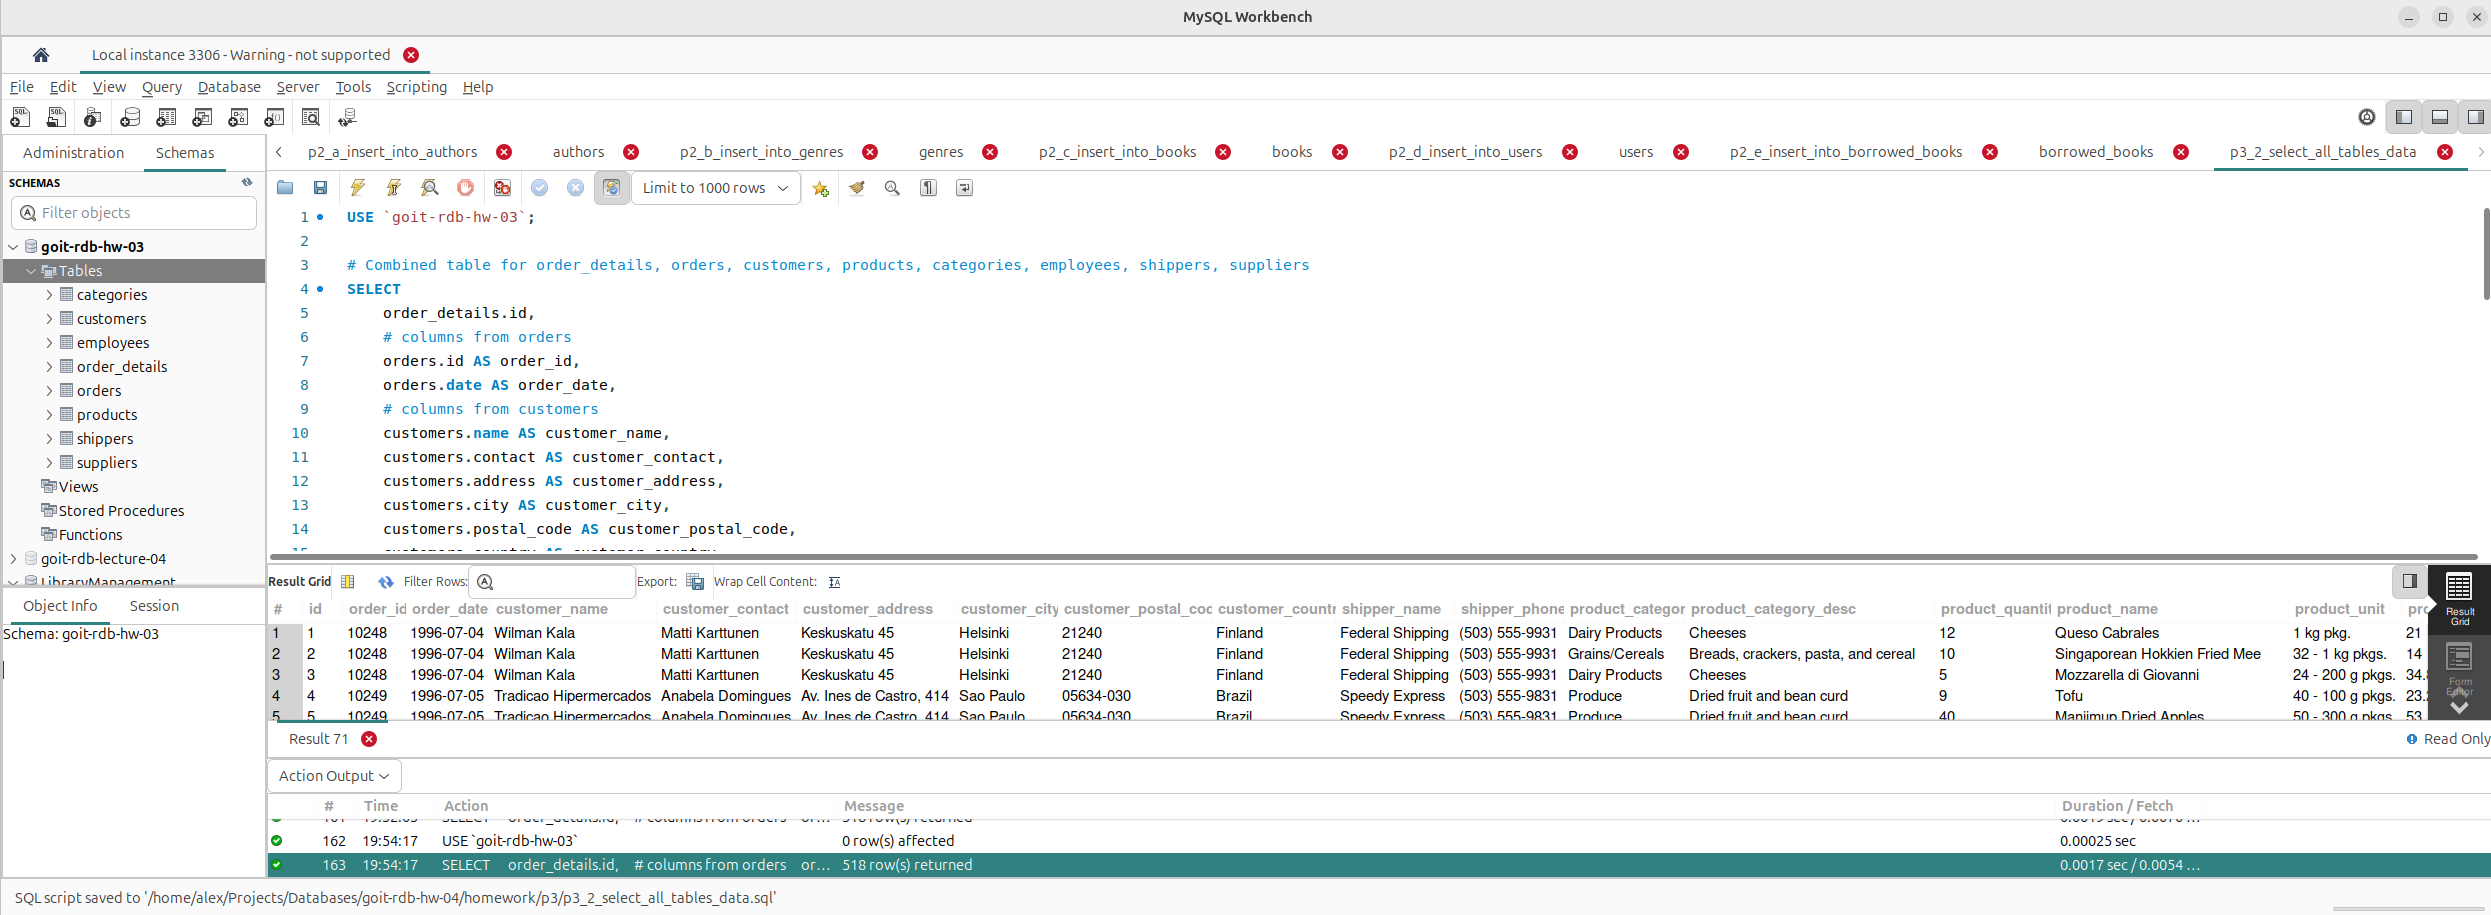 MySQL Workbench
Local instance 3306 - Warning - not supported
File Edit View Query Database Server Tools Scripting Help
Administration Schemas
p2_a_insert_into_authors authors p2_b_insert_into_genres genres p2_c_insert_into_books books p2_d_insert_into_users users p2_e_insert_into_borrowed_books borrowed_books p3_2_select_all_tables_data
SCHEMAS
Filter objects
goit-rdb-hw-03
Tables
categories
customers
employees
order_details
orders
products
shippers
suppliers
Views
Stored Procedures
Functions
goit-rdb-lecture-04
LibraryManagement
Object Info Session
Schema: goit-rdb-hw-03
Limit to 1000 rows
1 USE `goit-rdb-hw-03`;
2
3 # Combined table for order_details, orders, customers, products, categories, employees, shippers, suppliers
4 SELECT
5 order_details.id,
6 # columns from orders
7 orders.id AS order_id,
8 orders.date AS order_date,
9 # columns from customers
10 customers.name AS customer_name,
11 customers.contact AS customer_contact,
12 customers.address AS customer_address,
13 customers.city AS customer_city,
14 customers.postal_code AS customer_postal_code,
15 customers.country AS customer_country
Result Grid Filter Rows: Export: Wrap Cell Content:
# id order_id order_date customer_name customer_contact customer_address customer_city customer_postal_cod customer_countr shipper_name shipper_phone product_categor product_category_desc product_quantit product_name product_unit pro
1 1 10248 1996-07-04 Wilman Kala Matti Karttunen Keskuskatu 45 Helsinki 21240 Finland Federal Shipping (503) 555-9931 Dairy Products Cheeses 12 Queso Cabrales 1 kg pkg. 21
2 2 10248 1996-07-04 Wilman Kala Matti Karttunen Keskuskatu 45 Helsinki 21240 Finland Federal Shipping (503) 555-9931 Grains/Cereals Breads, crackers, pasta, and cereal 10 Singaporean Hokkien Fried Mee 32 - 1 kg pkgs. 14
3 3 10248 1996-07-04 Wilman Kala Matti Karttunen Keskuskatu 45 Helsinki 21240 Finland Federal Shipping (503) 555-9931 Dairy Products Cheeses 5 Mozzarella di Giovanni 24 - 200 g pkgs. 34.8
4 4 10249 1996-07-05 Tradicao Hipermercados Anabela Domingues Av. Ines de Castro, 414 Sao Paulo 05634-030 Brazil Speedy Express (503) 555-9831 Produce Dried fruit and bean curd 9 Tofu 40 - 100 g pkgs. 23.2
5 5 10249 1996-07-05 Tradicao Hipermercados Anabela Domingues Av. Ines de Castro, 414 Sao Paulo 05634-030 Brazil Speedy Express (503) 555-9831 Produce Dried fruit and bean curd 40 Manjimup Dried Apples 50 - 300 g pkgs. 53
Result Grid
Form Editor
Result 71
Read Only
Action Output
# Time Action Message Duration / Fetch
SELECT order_details.id, # columns from orders or... 518 row(s) returned
162 19:54:17 USE `goit-rdb-hw-03` 0 row(s) affected 0.00025 sec
163 19:54:17 SELECT order_details.id, # columns from orders or... 518 row(s) returned 0.0017 sec / 0.0054 ...
SQL script saved to '/home/alex/Projects/Databases/goit-rdb-hw-04/homework/p3/p3_2_select_all_tables_data.sql'